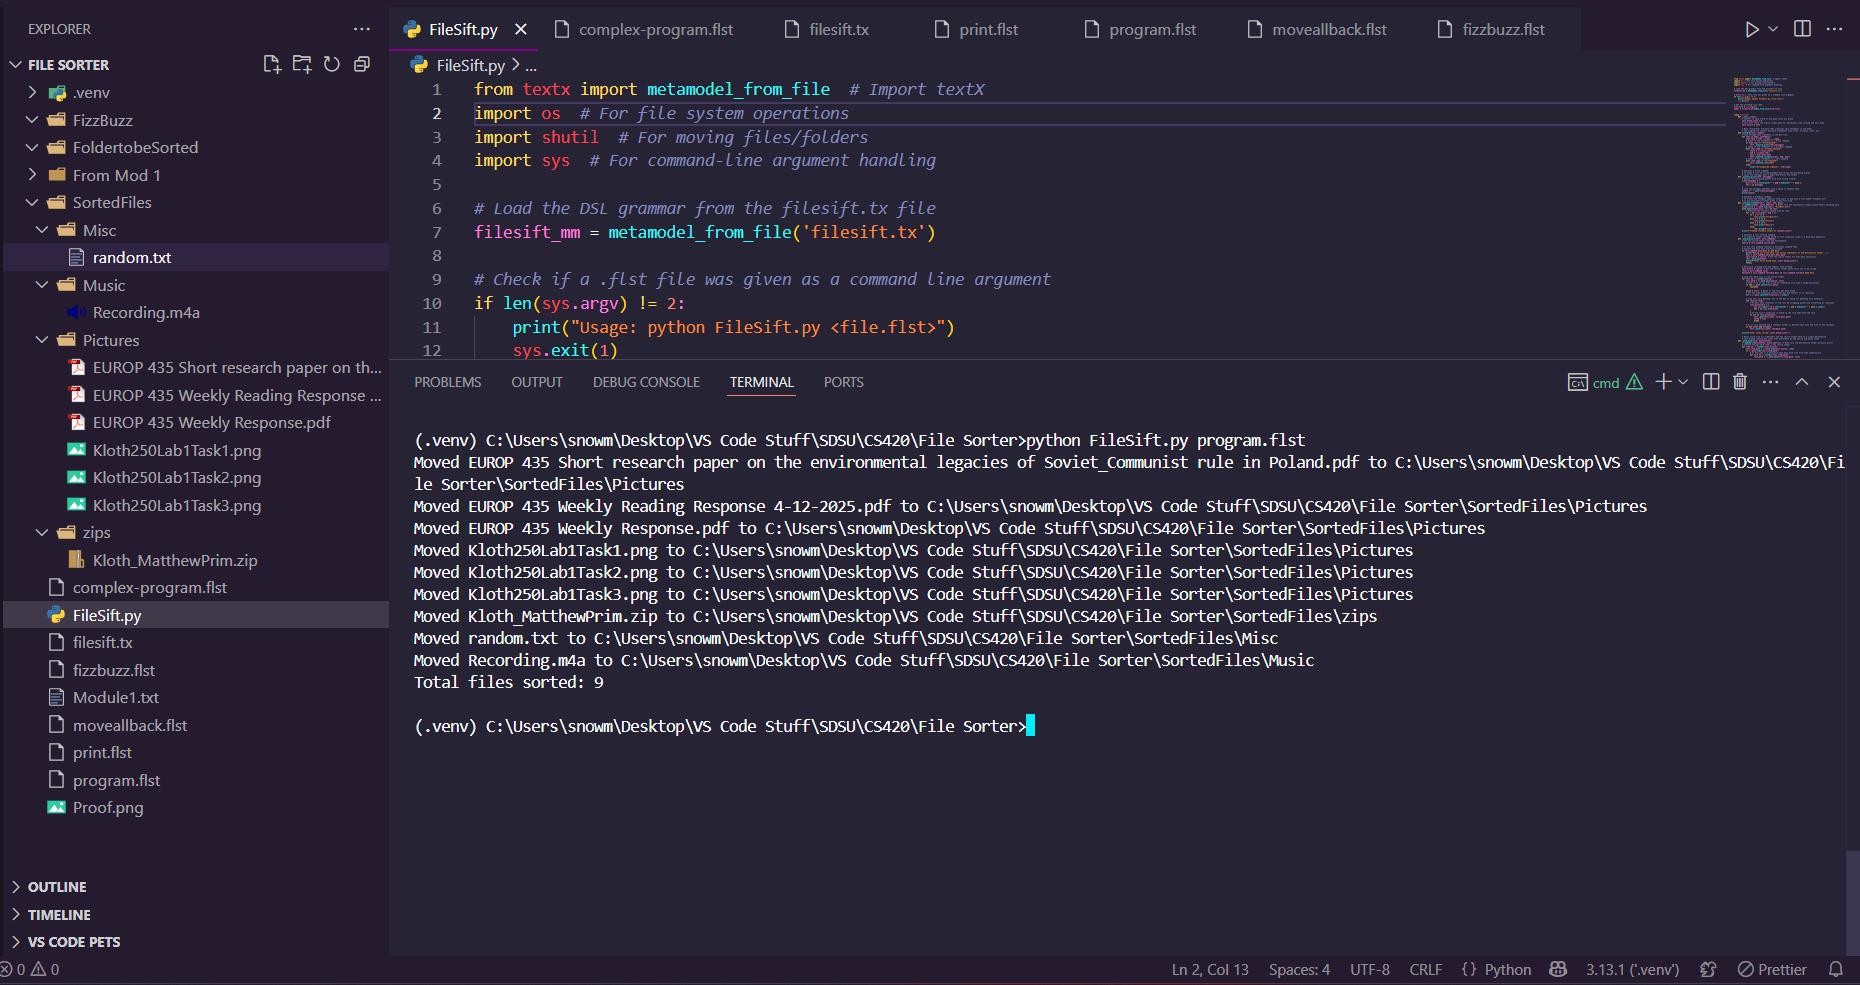 EXPLORER
FILE SORTER
.venv
FizzBuzz
FoldertobeSorted
From Mod 1
SortedFiles
Misc
random.txt
Music
Recording.m4a
Pictures
EUROP 435 Short research paper on th...
EUROP 435 Weekly Reading Response ...
EUROP 435 Weekly Response.pdf
Kloth250Lab1Task1.png
Kloth250Lab1Task2.png
Kloth250Lab1Task3.png
zips
Kloth_MatthewPrim.zip
complex-program.flst
FileSift.py
filesift.tx
fizzbuzz.flst
Module1.txt
moveallback.flst
print.flst
program.flst
Proof.png
OUTLINE
TIMELINE
VS CODE PETS
FileSift.py complex-program.flst filesift.tx print.flst program.flst moveallback.flst fizzbuzz.flst
FileSift.py > ...
1 from textx import metamodel_from_file  # Import textX
2 import os  # For file system operations
3 import shutil  # For moving files/folders
4 import sys  # For command-line argument handling
5
6 # Load the DSL grammar from the filesift.tx file
7 filesift_mm = metamodel_from_file('filesift.tx')
8
9 # Check if a .flst file was given as a command line argument
10 if len(sys.argv) != 2:
11     print("Usage: python FileSift.py <file.flst>")
12     sys.exit(1)
PROBLEMS OUTPUT DEBUG CONSOLE TERMINAL PORTS cmd
(.venv) C:\Users\snowm\Desktop\VS Code Stuff\SDSU\CS420\File Sorter>python FileSift.py program.flst
Moved EUROP 435 Short research paper on the environmental legacies of Soviet_Communist rule in Poland.pdf to C:\Users\snowm\Desktop\VS Code Stuff\SDSU\CS420\Fi
le Sorter\SortedFiles\Pictures
Moved EUROP 435 Weekly Reading Response 4-12-2025.pdf to C:\Users\snowm\Desktop\VS Code Stuff\SDSU\CS420\File Sorter\SortedFiles\Pictures
Moved EUROP 435 Weekly Response.pdf to C:\Users\snowm\Desktop\VS Code Stuff\SDSU\CS420\File Sorter\SortedFiles\Pictures
Moved Kloth250Lab1Task1.png to C:\Users\snowm\Desktop\VS Code Stuff\SDSU\CS420\File Sorter\SortedFiles\Pictures
Moved Kloth250Lab1Task2.png to C:\Users\snowm\Desktop\VS Code Stuff\SDSU\CS420\File Sorter\SortedFiles\Pictures
Moved Kloth250Lab1Task3.png to C:\Users\snowm\Desktop\VS Code Stuff\SDSU\CS420\File Sorter\SortedFiles\Pictures
Moved Kloth_MatthewPrim.zip to C:\Users\snowm\Desktop\VS Code Stuff\SDSU\CS420\File Sorter\SortedFiles\zips
Moved random.txt to C:\Users\snowm\Desktop\VS Code Stuff\SDSU\CS420\File Sorter\SortedFiles\Misc
Moved Recording.m4a to C:\Users\snowm\Desktop\VS Code Stuff\SDSU\CS420\File Sorter\SortedFiles\Music
Total files sorted: 9
(.venv) C:\Users\snowm\Desktop\VS Code Stuff\SDSU\CS420\File Sorter>
0 0 Ln 2, Col 13 Spaces: 4 UTF-8 CRLF {} Python 3.13.1 ('.venv') Prettier